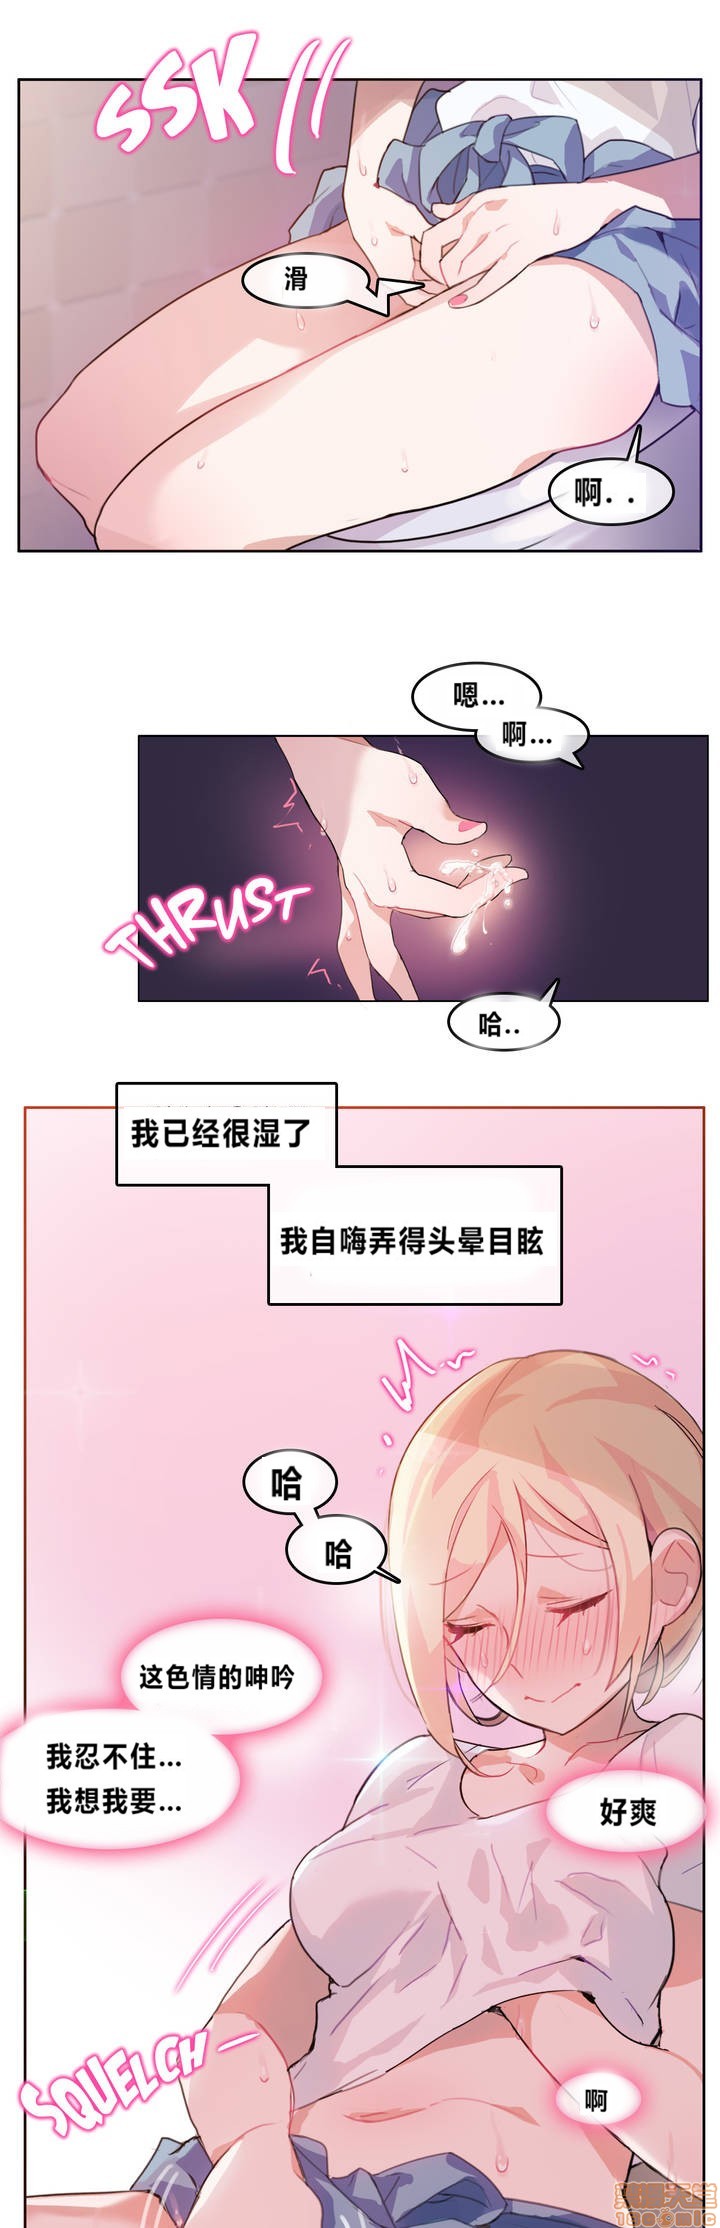 SSK
滑
啊..
嗯...
啊...
THRUST
哈..
我已经很湿了
我自嗨弄得头晕目眩
哈
哈
这色情的呻吟
我忍不住...
我想我要...
好爽
SQUELCH
啊